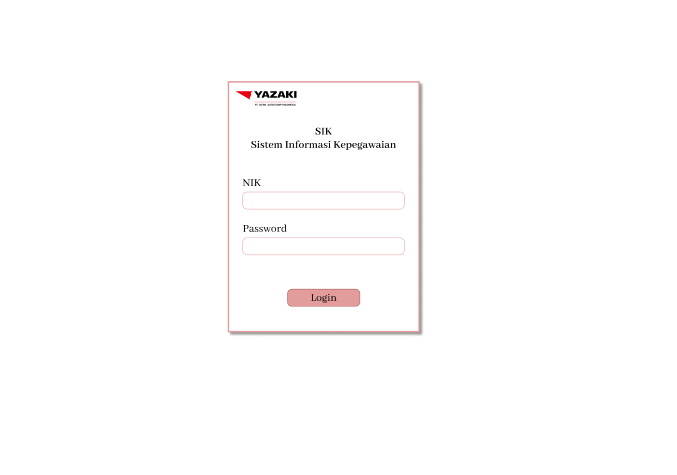 YAZAKI
SIK
Sistem Informasi Kepegawaian
NIK
Password
Login